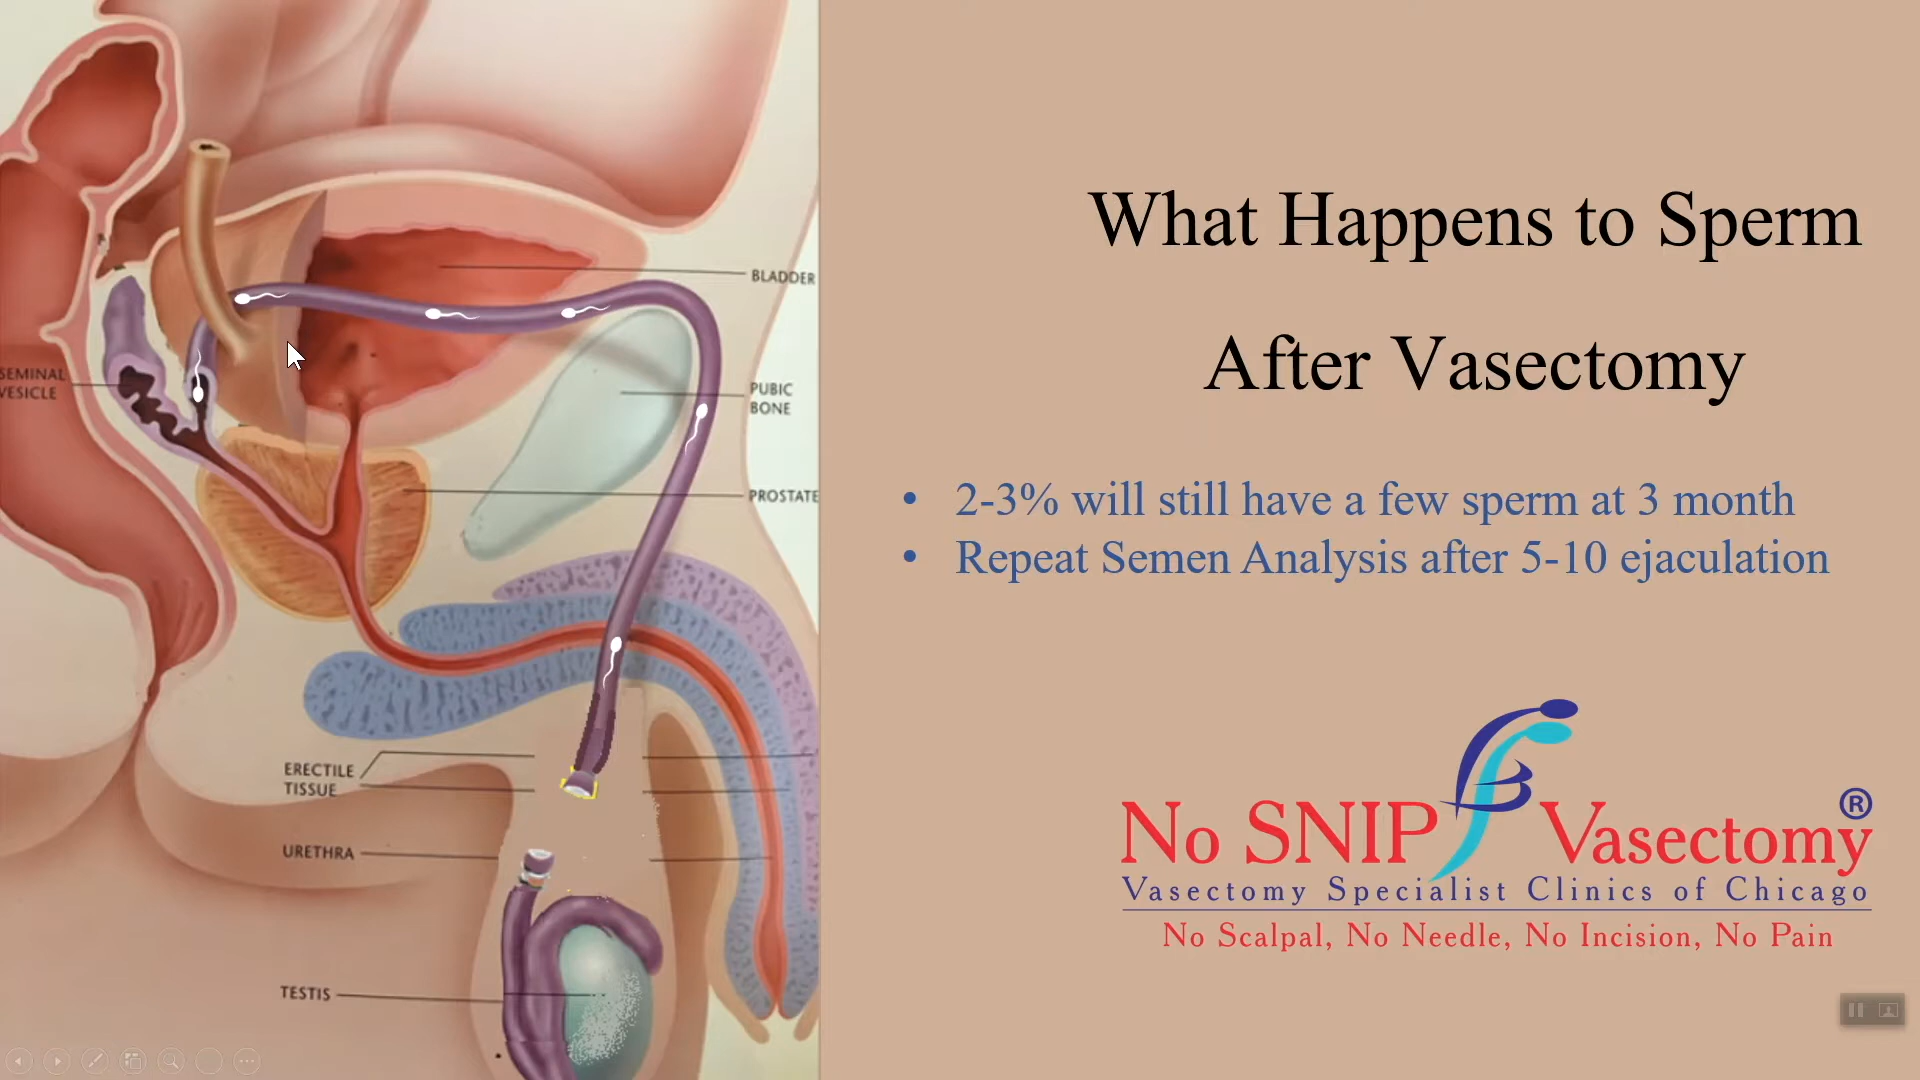 What Happens to Sperm
After Vasectomy
• 2-3% will still have a few sperm at 3 month
• Repeat Semen Analysis after 5-10 ejaculation
BLADDER
SEMINAL
VESICLE
PUBIC
BONE
PROSTATE
ERECTILE
TISSUE
URETHRA
TESTIS
No SNIP Vasectomy ®
Vasectomy Specialist Clinics of Chicago
No Scalpal, No Needle, No Incision, No Pain